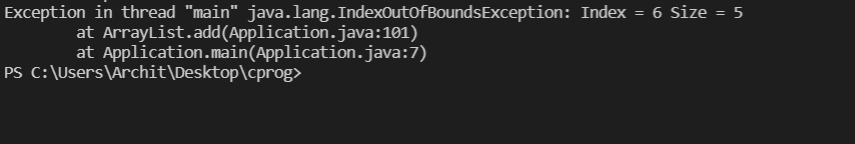 Exception in thread "main" java.lang.IndexOutOfBoundsException: Index = 6 Size = 5
at ArrayList.add(Application.java:101)
at Application.main(Application.java:7)
PS C:\Users\Archit\Desktop\cprog>